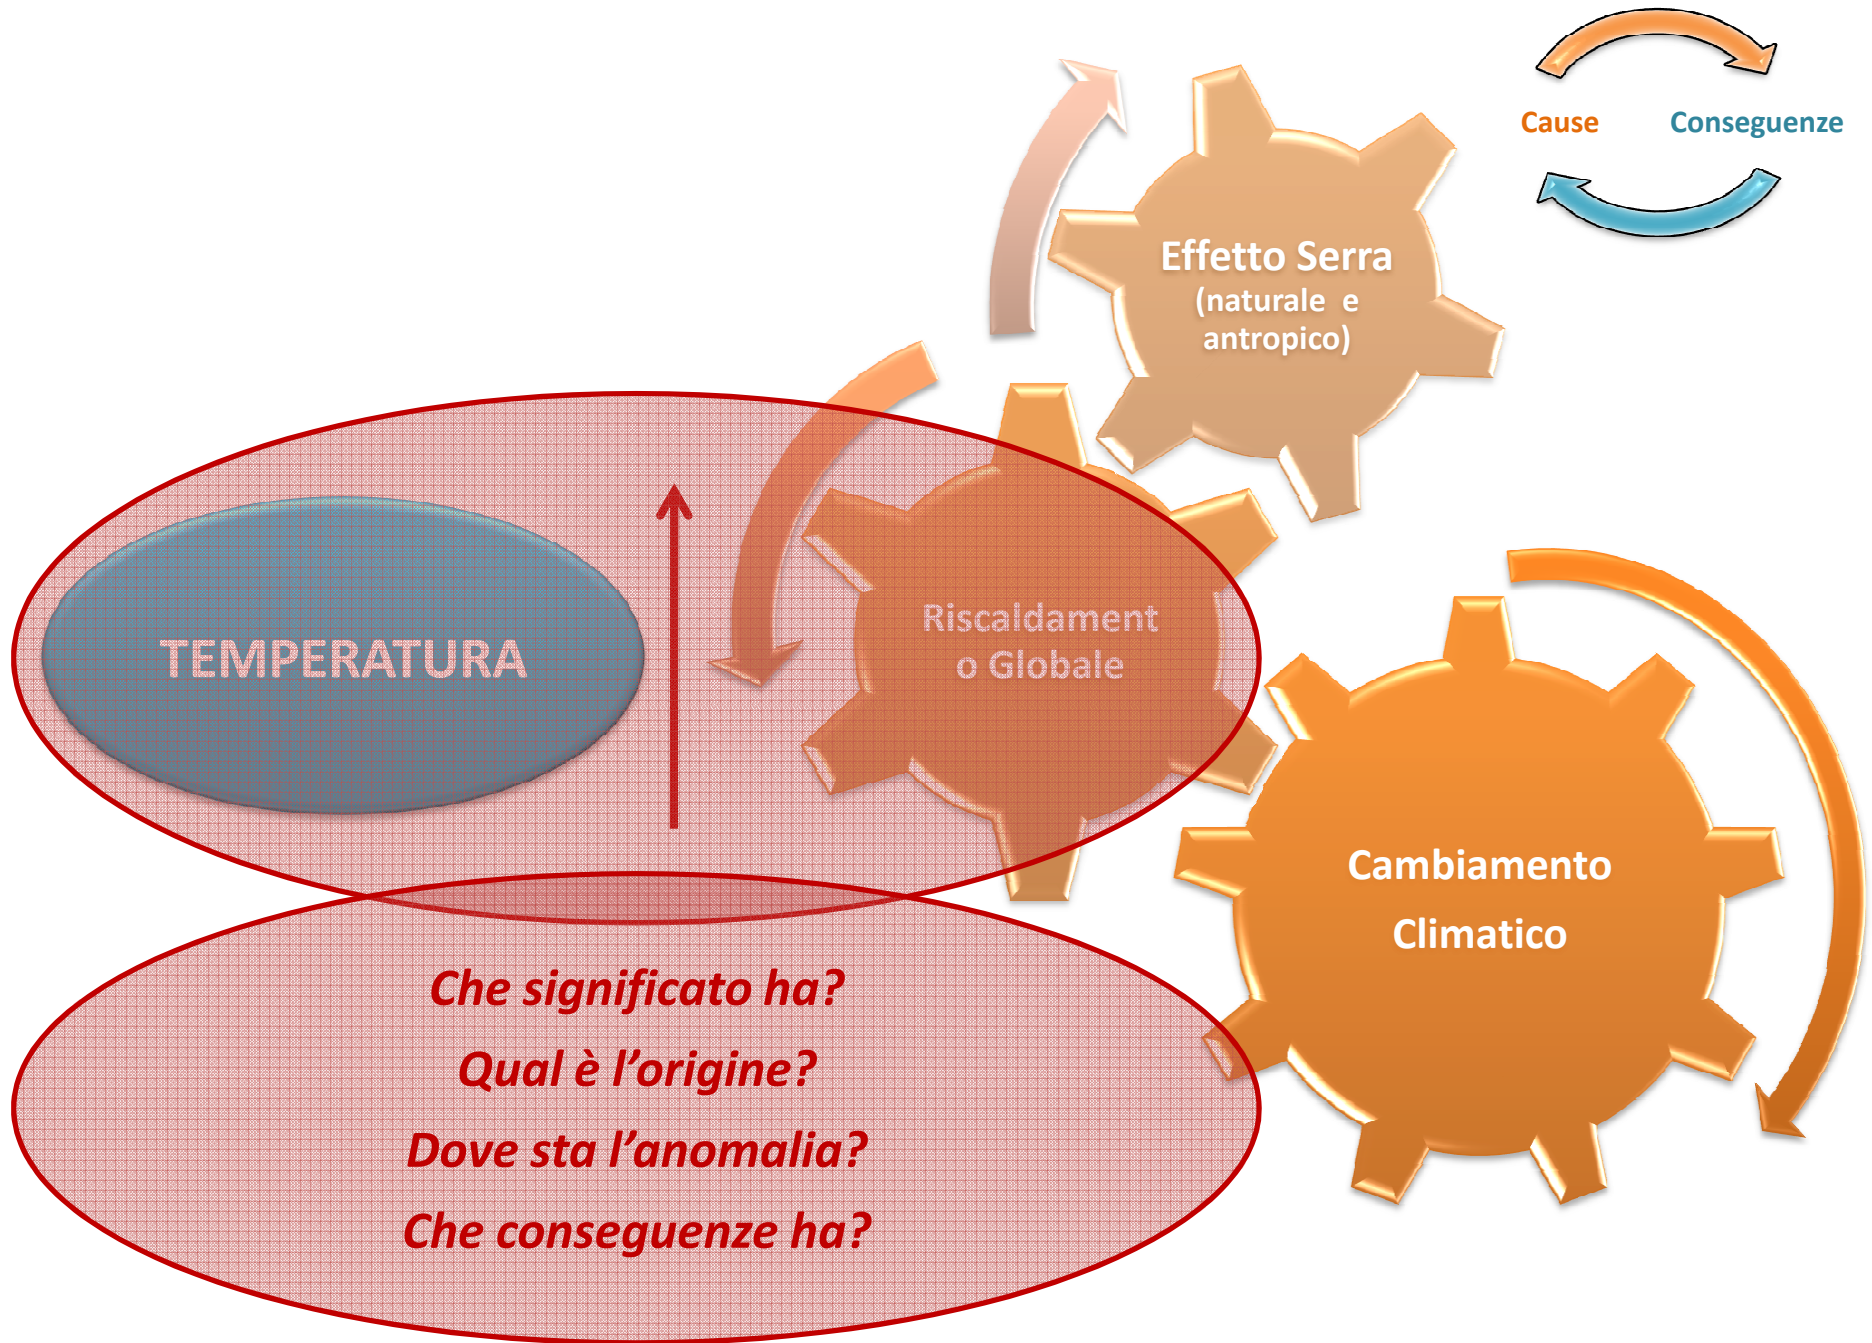 Cause
Conseguenze
Effetto Serra
(naturale e
antropico)
Riscaldament
o Globale
TEMPERATURA
Cambiamento
Climatico
Che significato ha?
Qual è l'origine?
Dove sta l'anomalia?
Che conseguenze ha?